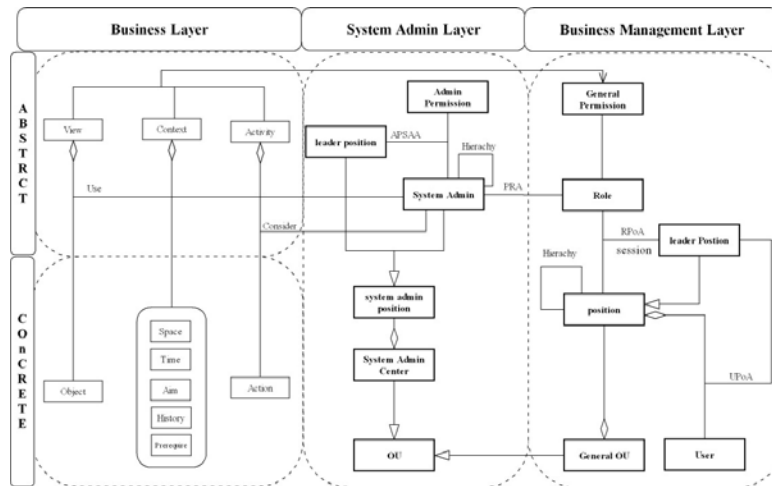 Business Layer
System Admin Layer
Business Management Layer
ABSTRCT
View
Context
Activity
Use
Consider
leader position
Admin
Permission
APSAA
Hierachy
System Admin
PRA
General
Permission
Role
RPoA
session
leader Postion
COnCRETE
Space
Time
Aim
History
Prerequire
Object
Action
system admin
position
System Admin
Center
OU
Hierachy
position
UPoA
General OU
User